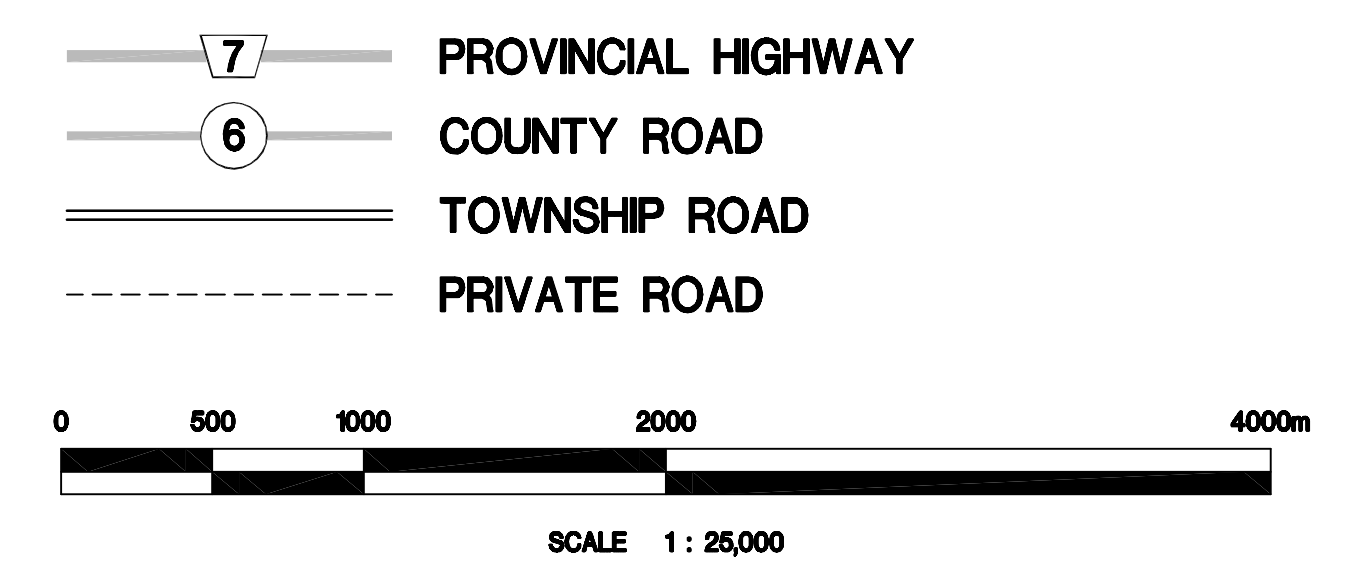 7 PROVINCIAL HIGHWAY
6 COUNTY ROAD
TOWNSHIP ROAD
PRIVATE ROAD
0 500 1000 2000 4000m
SCALE 1 : 25,000